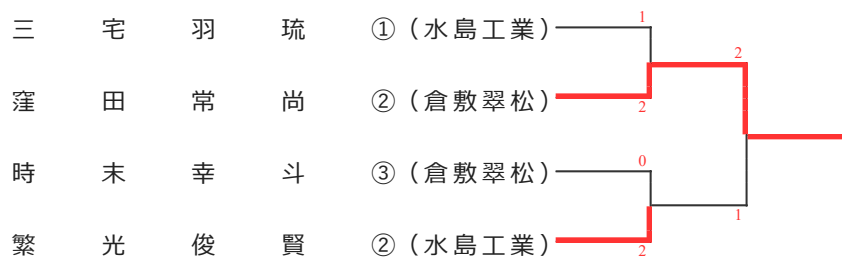 三宅羽琉 ①（水島工業） 1
2
窪田常尚 ②（倉敷翠松） 2
時末幸斗 ③（倉敷翠松） 0
1
繁光俊賢 ②（水島工業） 2